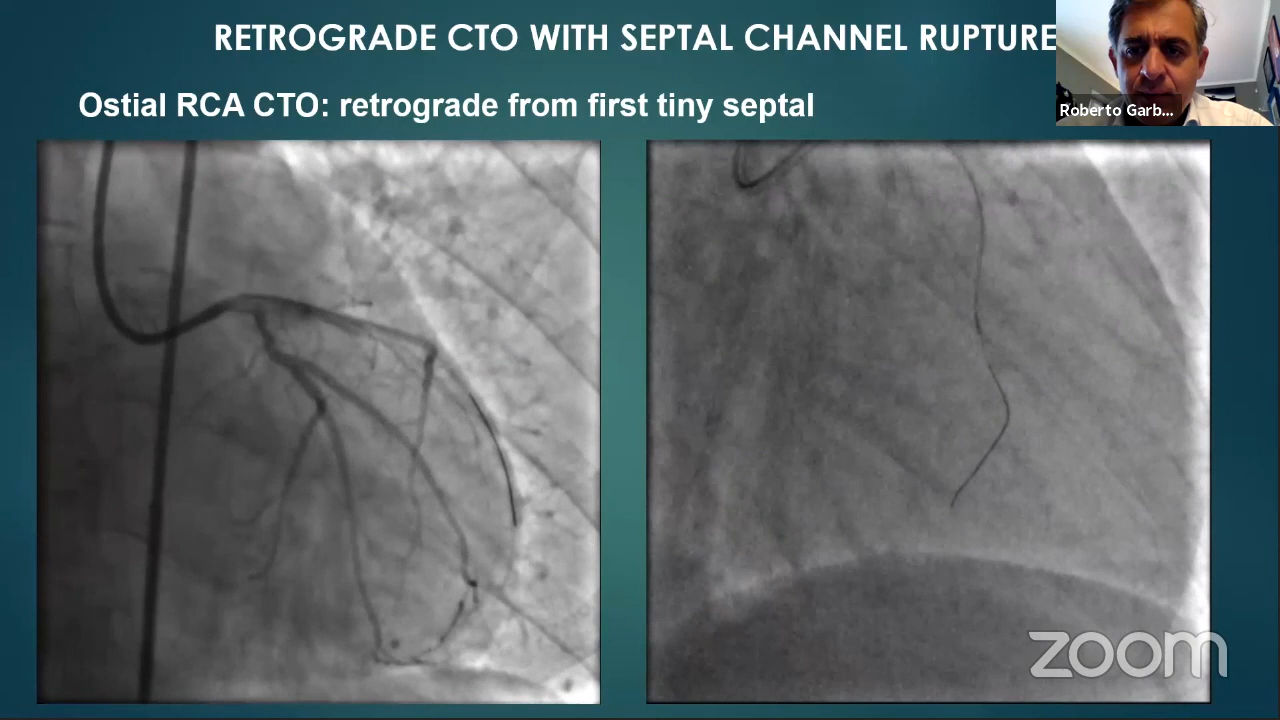 RETROGRADE CTO WITH SEPTAL CHANNEL RUPTURE
Roberto Garb...
Ostial RCA CTO: retrograde from first tiny septal
zoom